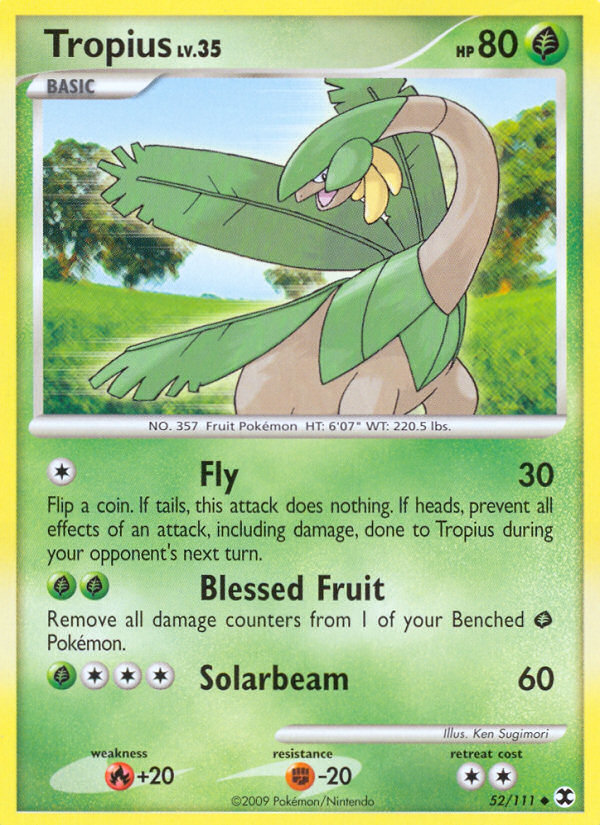 Tropius LV.35 HP 80
BASIC
NO. 357 Fruit Pokémon HT: 6'07" WT: 220.5 lbs.
Fly 30
Flip a coin. If tails, this attack does nothing. If heads, prevent all
effects of an attack, including damage, done to Tropius during
your opponent's next turn.
Blessed Fruit
Remove all damage counters from 1 of your Benched
Pokémon.
Solarbeam 60
Illus. Ken Sugimori
weakness resistance retreat cost
+20 -20
©2009 Pokémon/Nintendo 52/111